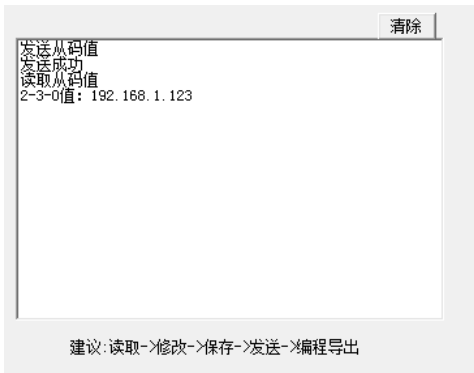 清除
发送从码值
发送成功
读取从码值
2-3-0值：192.168.1.123
建议:读取->修改->保存->发送->编程导出